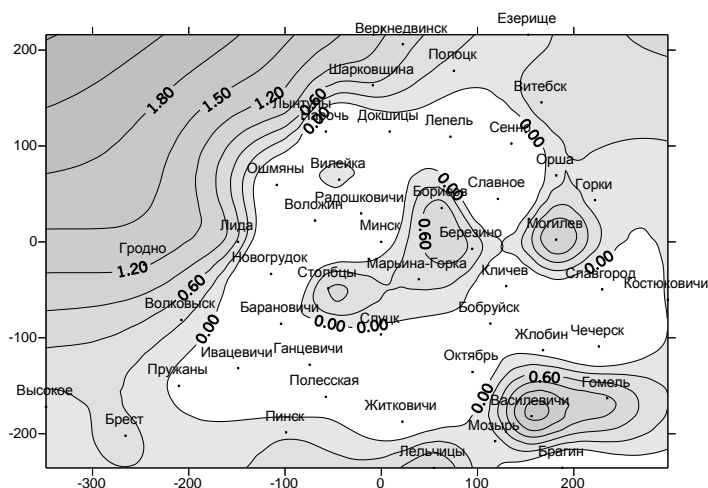 Езерище
Верхнедвинск
200
Полоцк
Шарковщина
1.80
1.50
1.20
0.60
Витебск
Лынтупы
0.00
Нарочь
Докшицы
Лепель
Сенно
0.00
100
Орша
Вилейка
Ошмяны
0.00
Славное
Горки
Борисов
Радошковичи
Воложин
Лида
Минск
0.60
Березино
Могилев
0
Гродно
Новогрудок
Марьина-Горка
0.00
1.20
Столбцы
Кличев
Славгород
0.60
Костюковичи
Волковыск
Барановичи
Бобруйск
0.00
0.00 - 0.00
Слуцк
Жлобин
Чечерск
-100
Ивацевичи
Ганцевичи
Октябрь
Пружаны
Полесская
0.60
Гомель
Высокое
0.00
Василевичи
Житковичи
Брест
Пинск
Мозырь
-200
Лельчицы
Брагин
-300
-200
-100
0
100
200